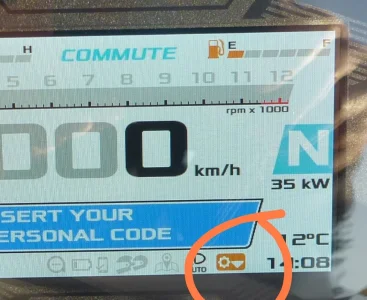 H COMMUTE E F
5 6 7 8 9 10 11 12
rpm x 1000
000 km/h N
35 kW
SERT YOUR
ERSONAL CODE
12°C
AUTO 14:08